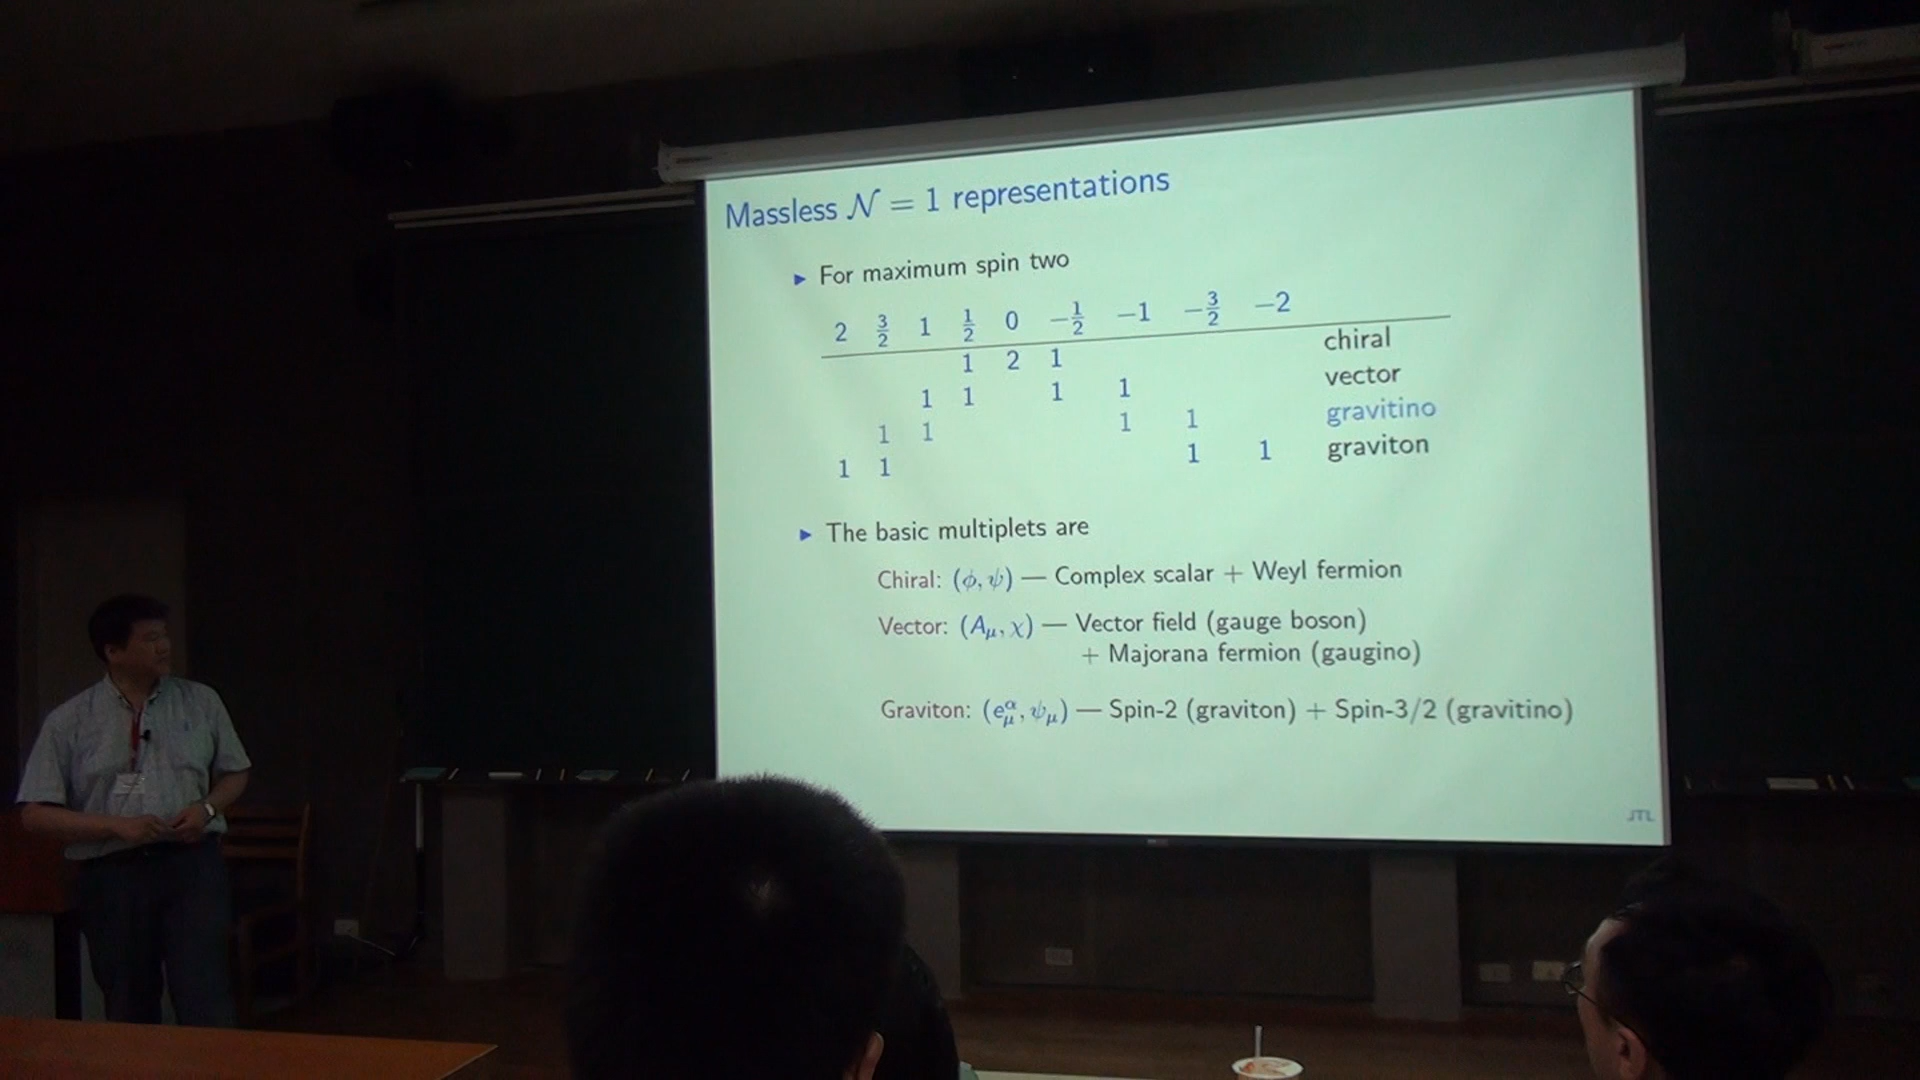 Massless 𝒩 = 1 representations
▶ For maximum spin two
2 3/2 1 1/2 0 −1/2 −1 −3/2 −2
1 2 1 chiral
1 1 1 1 vector
1 1 1 1 gravitino
1 1 1 1 graviton
▶ The basic multiplets are
Chiral: (ϕ, ψ) — Complex scalar + Weyl fermion
Vector: (Aμ, χ) — Vector field (gauge boson)
+ Majorana fermion (gaugino)
Graviton: (e^α_μ, ψμ) — Spin-2 (graviton) + Spin-3/2 (gravitino)
JTL